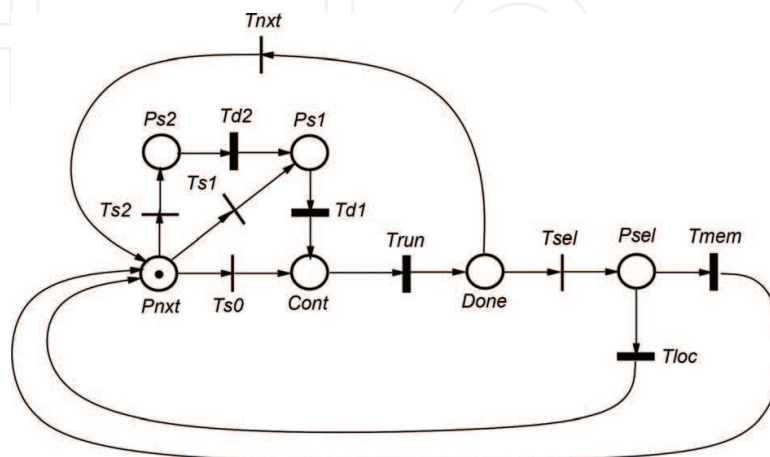 Tnxt
Ps2
Td2
Ps1
Ts1
Ts2
Td1
Trun
Tsel
Psel
Tmem
Pnxt
Ts0
Cont
Done
Tloc